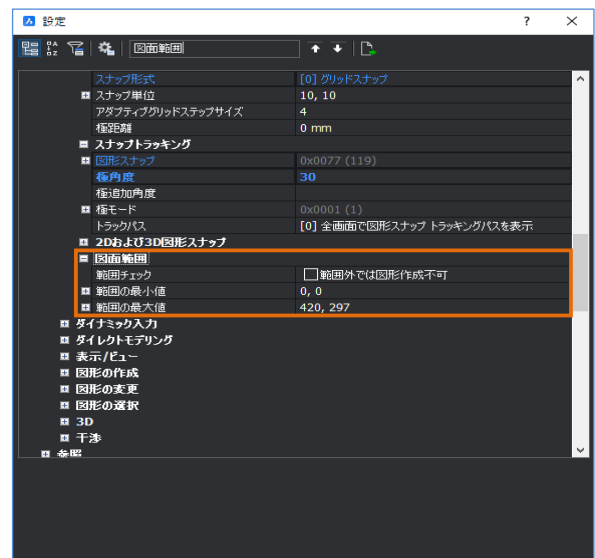 設定
?
図面範囲
スナップ形式 [0] グリッドスナップ
スナップ単位 10, 10
アダプティブグリッドステップサイズ 4
極距離 0 mm
スナップトラッキング
図形スナップ 0x0077 (119)
極角度 30
極追加角度
極モード 0x0001 (1)
トラックパス [0] 全画面で図形スナップ トラッキングパスを表示
2Dおよび3D図形スナップ
図面範囲
範囲チェック 範囲外では図形作成不可
範囲の最小値 0, 0
範囲の最大値 420, 297
ダイナミック入力
ダイレクトモデリング
表示/ビュー
図形の作成
図形の変更
図形の選択
3D
干渉
参照